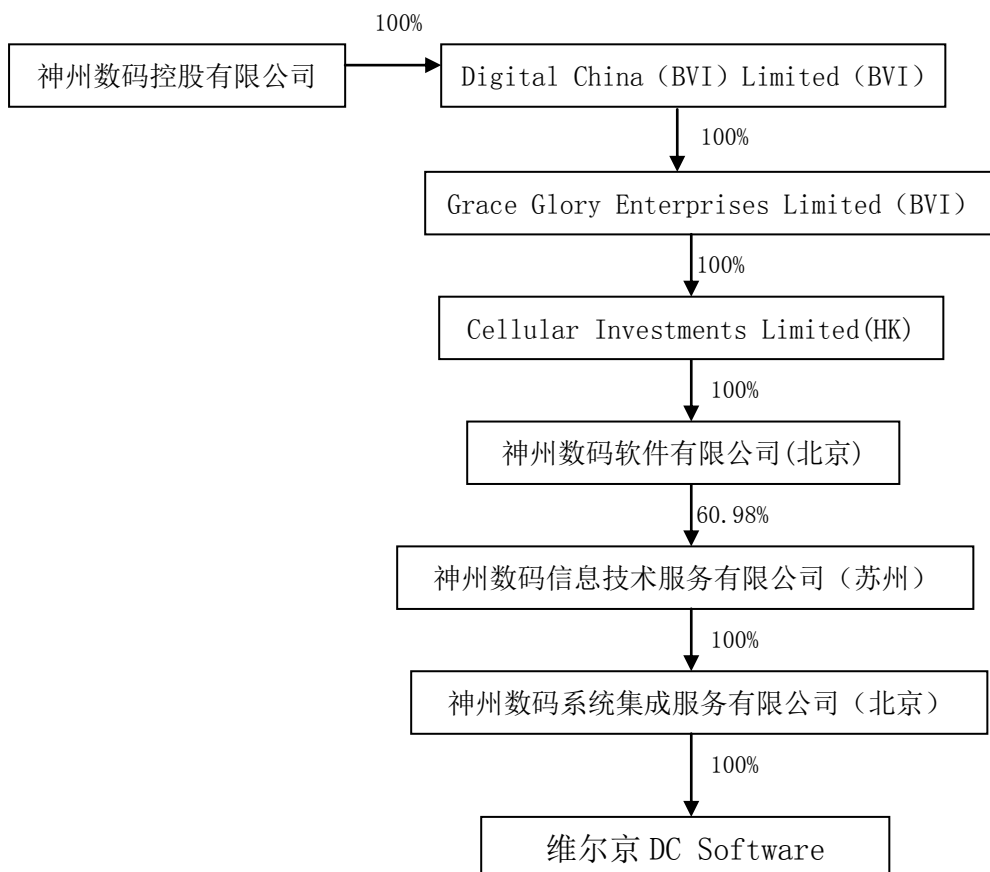 100%
神州数码控股有限公司
Digital China（BVI）Limited（BVI）
100%
Grace Glory Enterprises Limited（BVI）
100%
Cellular Investments Limited(HK)
100%
神州数码软件有限公司(北京)
60.98%
神州数码信息技术服务有限公司（苏州）
100%
神州数码系统集成服务有限公司（北京）
100%
维尔京 DC Software